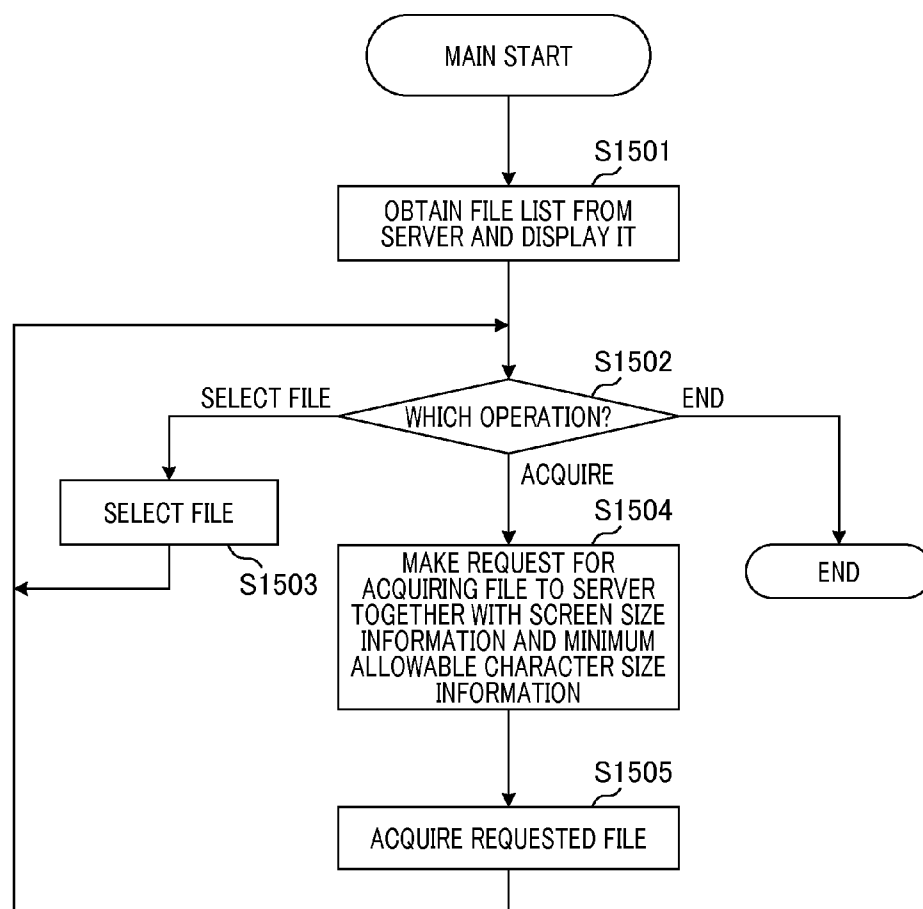 MAIN START
S1501
OBTAIN FILE LIST FROM
SERVER AND DISPLAY IT
S1502
SELECT FILE
WHICH OPERATION?
END
ACQUIRE
SELECT FILE
S1503
S1504
MAKE REQUEST FOR
ACQUIRING FILE TO SERVER
TOGETHER WITH SCREEN SIZE
INFORMATION AND MINIMUM
ALLOWABLE CHARACTER SIZE
INFORMATION
END
S1505
ACQUIRE REQUESTED FILE